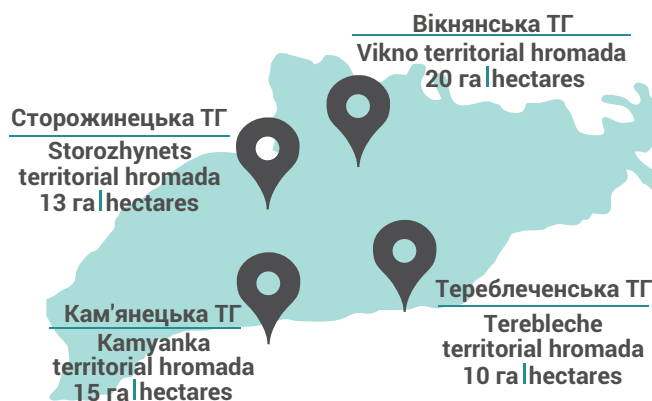 Вікнянська ТГ
Vikno territorial hromada
20 га|hectares
Сторожинецька ТГ
Storozhynets
territorial hromada
13 га|hectares
Кам'янецька ТГ
Kamyanka
territorial hromada
15 га|hectares
Тереблеченська ТГ
Terebleche
territorial hromada
10 га|hectares